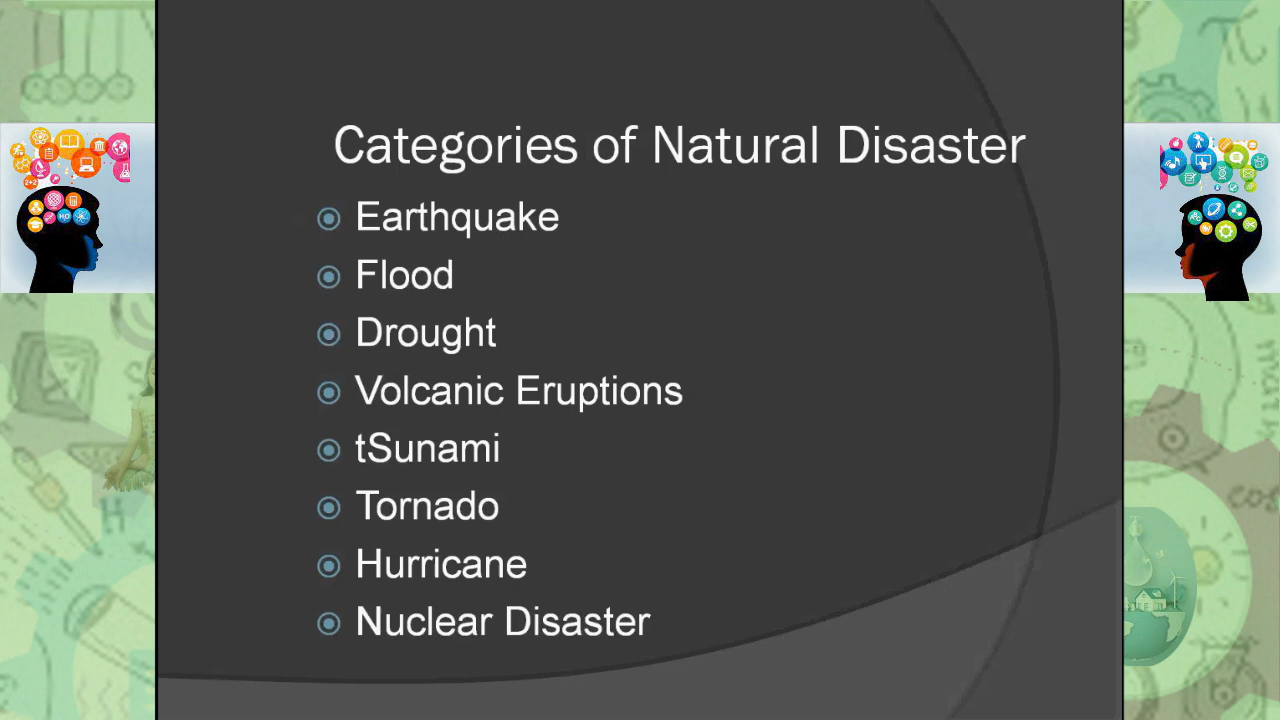 Categories of Natural Disaster
Earthquake
Flood
Drought
Volcanic Eruptions
tSunami
Tornado
Hurricane
Nuclear Disaster